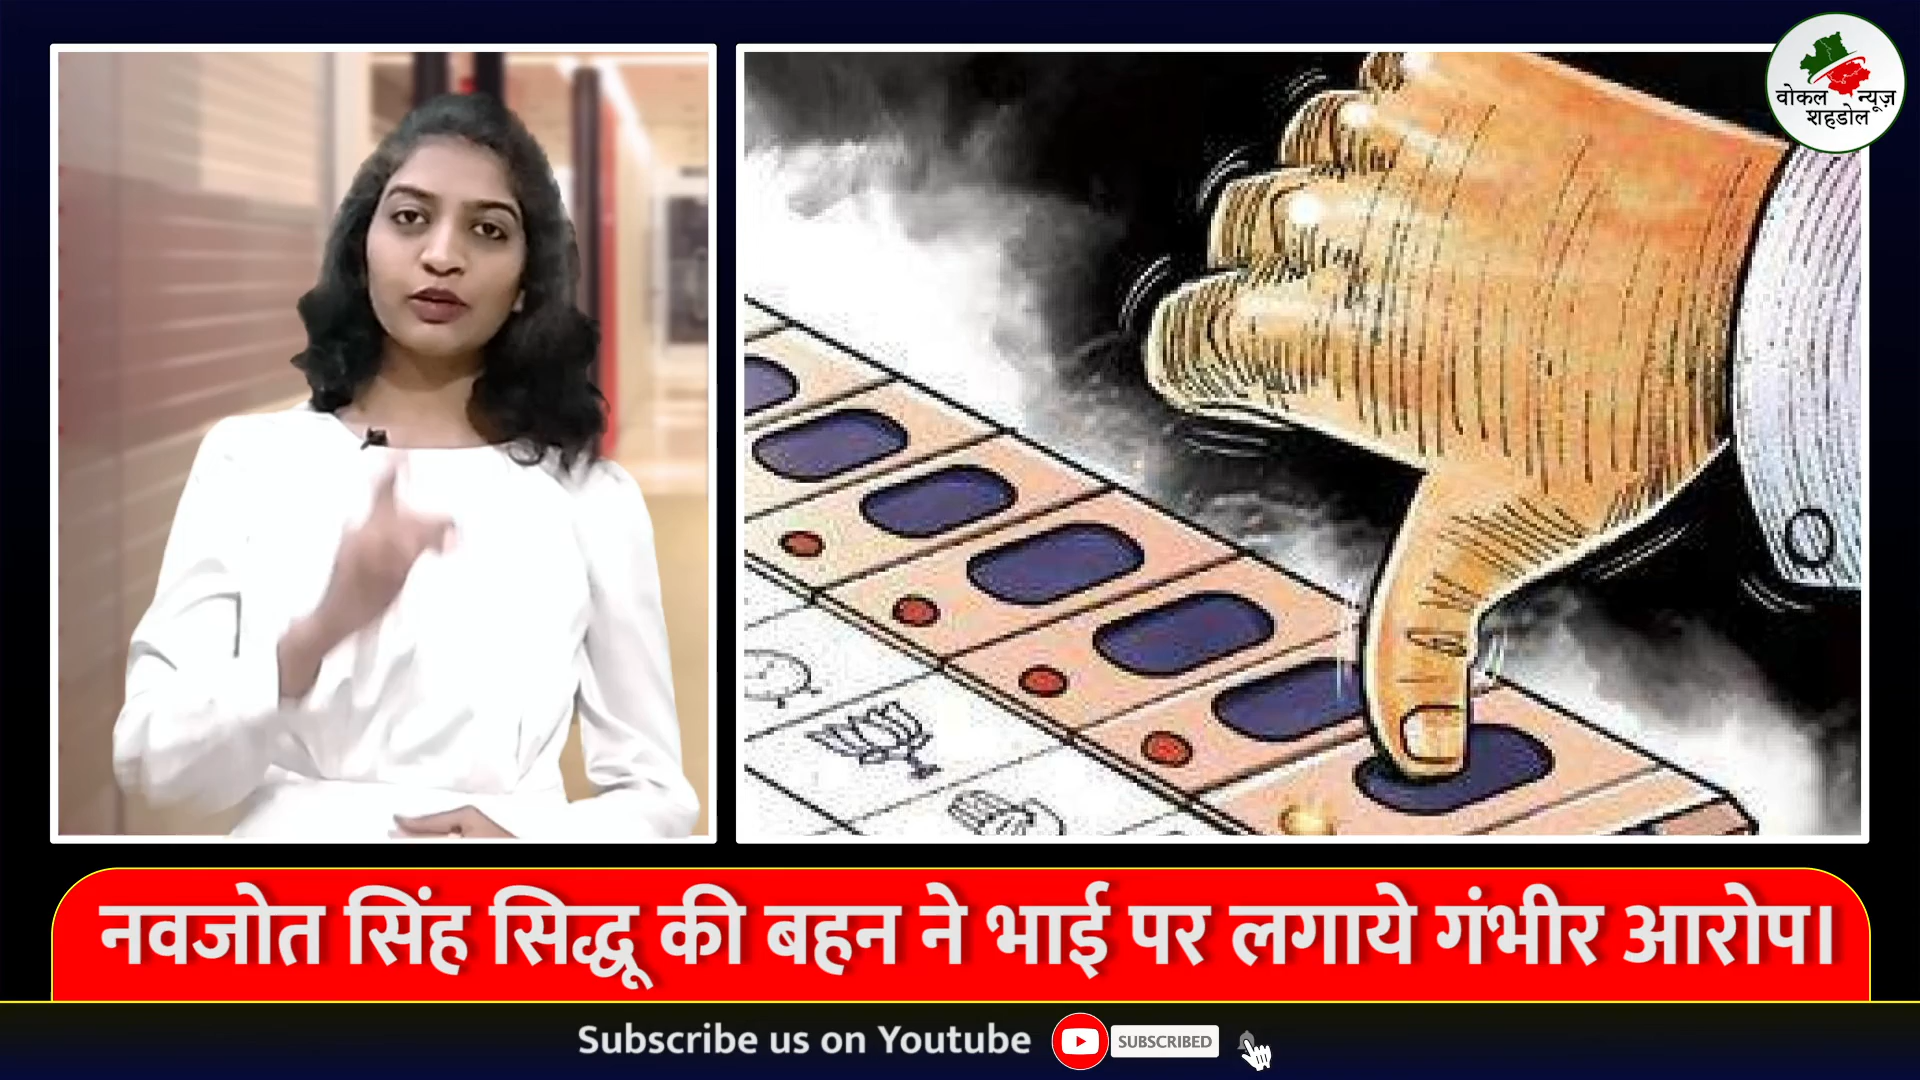 वोकल न्यूज़
शहडोल
नवजोत सिंह सिद्धू की बहन ने भाई पर लगाये गंभीर आरोप।
Subscribe us on Youtube SUBSCRIBED